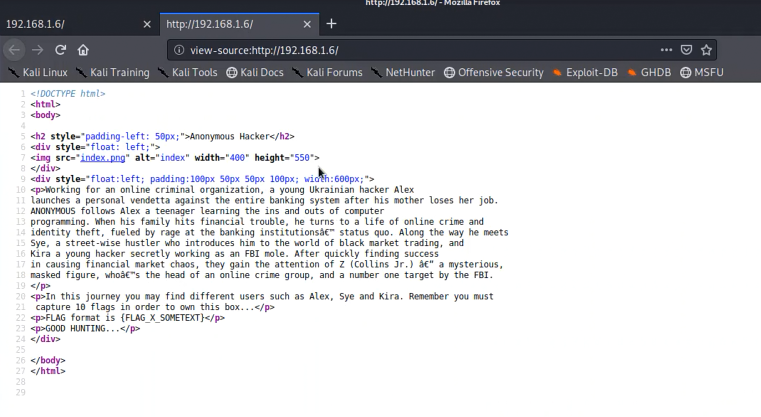 http://192.168.1.6/ - Mozilla Firefox
192.168.1.6/ × http://192.168.1.6/ × +
view-source:http://192.168.1.6/
Kali Linux Kali Training Kali Tools Kali Docs Kali Forums NetHunter Offensive Security Exploit-DB GHDB MSFU
1 <!DOCTYPE html>
2 <html>
3 <body>
4
5 <h2 style="padding-left: 50px;">Anonymous Hacker</h2>
6 <div style="float: left;">
7 <img src="index.png" alt="index" width="400" height="550">
8 </div>
9 <div style="float:left; padding:100px 50px 50px 100px; width:600px;">
10 <p>Working for an online criminal organization, a young Ukrainian hacker Alex
11 launches a personal vendetta against the entire banking system after his mother loses her job.
12 ANONYMOUS follows Alex a teenager learning the ins and outs of computer
13 programming. When his family hits financial trouble, he turns to a life of online crime and
14 identity theft, fueled by rage at the banking institutionsâ€™ status quo. Along the way he meets
15 Sye, a street-wise hustler who introduces him to the world of black market trading, and
16 Kira a young hacker secretly working as an FBI mole. After quickly finding success
17 in causing financial market chaos, they gain the attention of Z (Collins Jr.) â€“ a mysterious,
18 masked figure, whoâ€™s the head of an online crime group, and a number one target by the FBI.
19 </p>
20 <p>In this journey you may find different users such as Alex, Sye and Kira. Remember you must
21 capture 10 flags in order to own this box...</p>
22 <p>FLAG format is {FLAG_X_SOMETEXT}</p>
23 <p>GOOD HUNTING...</p>
24 </div>
25
26 </body>
27 </html>
28
29